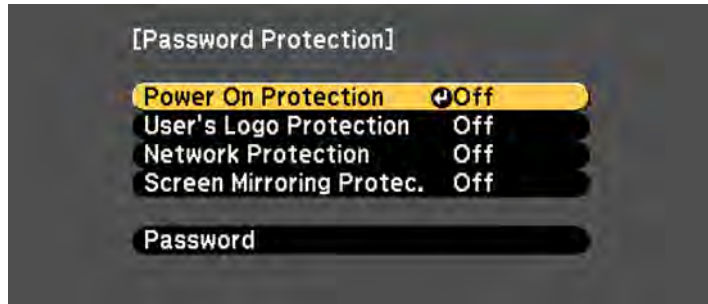 [Password Protection]
Power On Protection Off
User's Logo Protection Off
Network Protection Off
Screen Mirroring Protec. Off
Password